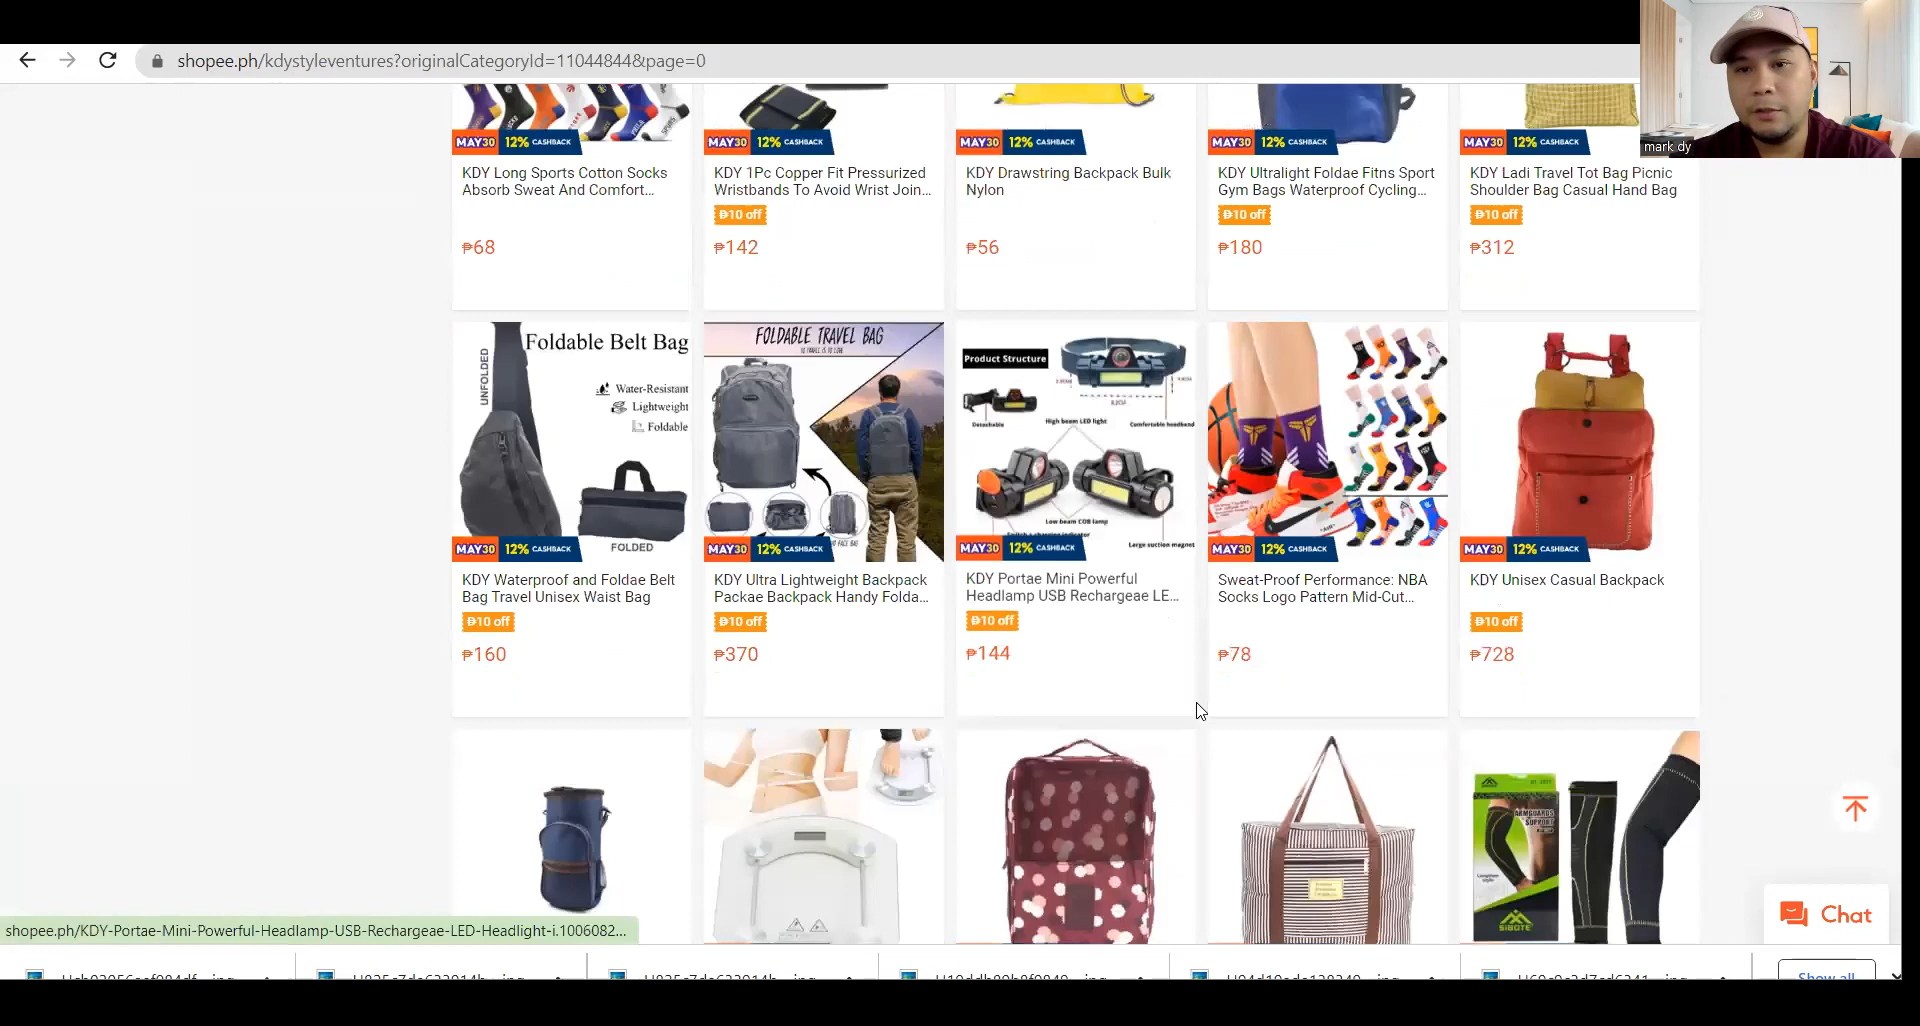 shopee.ph/kdystyleventures?originalCategoryId=11044844&page=0
mark dy
MAY30 12% CASHBACK
MAY30 12% CASHBACK
MAY30 12% CASHBACK
MAY30 12% CASHBACK
MAY30 12% CASHBACK
KDY Long Sports Cotton Socks
Absorb Sweat And Comfort...
₱68
KDY 1Pc Copper Fit Pressurized
Wristbands To Avoid Wrist Join...
₱10 off
₱142
KDY Drawstring Backpack Bulk
Nylon
₱56
KDY Ultralight Foldae Fitns Sport
Gym Bags Waterproof Cycling...
₱10 off
₱180
KDY Ladi Travel Tot Bag Picnic
Shoulder Bag Casual Hand Bag
₱10 off
₱312
Foldable Belt Bag
UNFOLDED
Water-Resistant
Lightweight
Foldable
FOLDED
MAY30 12% CASHBACK
KDY Waterproof and Foldae Belt
Bag Travel Unisex Waist Bag
₱10 off
₱160
FOLDABLE TRAVEL BAG
TO TRAVEL IS TO LOVE
MAY30 12% CASHBACK
KDY Ultra Lightweight Backpack
Packae Backpack Handy Folda...
₱10 off
₱370
Product Structure
Detachable
High beam LED light
Comfortable headband
Low beam COB lamp
Large suction magnet
MAY30 12% CASHBACK
KDY Portae Mini Powerful
Headlamp USB Rechargeae LE...
₱10 off
₱144
MAY30 12% CASHBACK
Sweat-Proof Performance: NBA
Socks Logo Pattern Mid-Cut...
₱78
MAY30 12% CASHBACK
KDY Unisex Casual Backpack
₱10 off
₱728
ARMGUARDS
SUPPORT
SIBOTE
Chat
shopee.ph/KDY-Portae-Mini-Powerful-Headlamp-USB-Rechargeae-LED-Headlight-i.1006082...
Show all